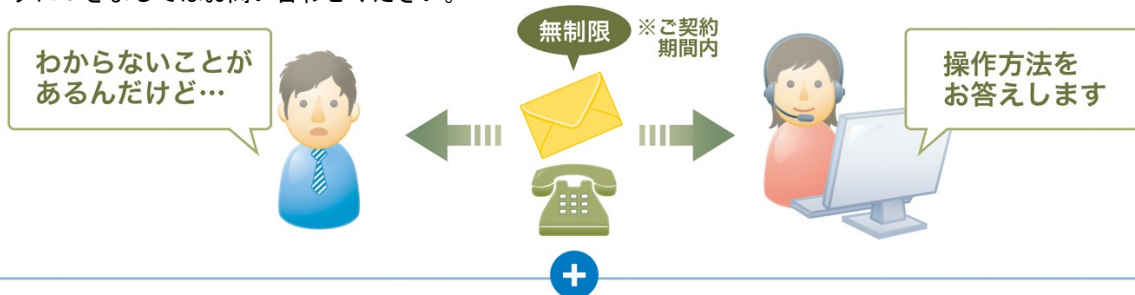 わからないことが
あるんだけど…
無制限
※ご契約
期間内
操作方法を
お答えします